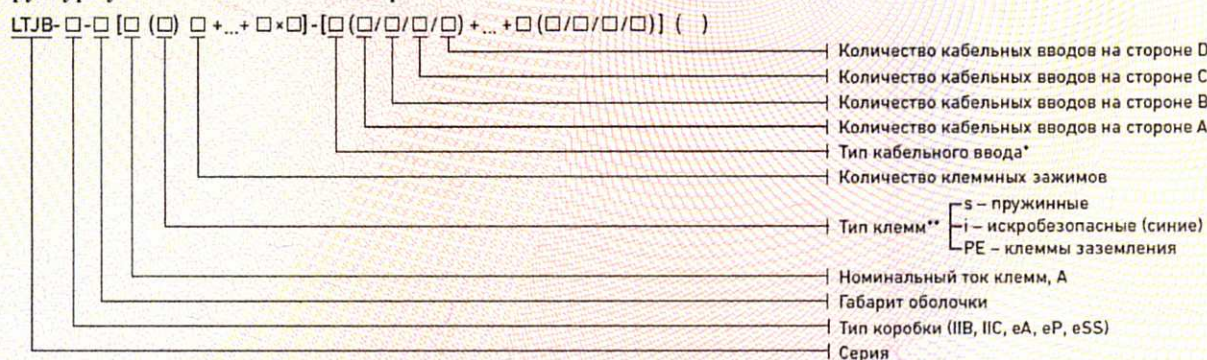 LTJB-□-□ [□ (□) □ +...+ □×□]-[□ (□/□/□/□) +... +□ (□/□/□/□)] ( )
Количество кабельных вводов на стороне D
Количество кабельных вводов на стороне C
Количество кабельных вводов на стороне B
Количество кабельных вводов на стороне A
Тип кабельного ввода*
Количество клеммных зажимов
s – пружинные
Тип клемм** i – искробезопасные (синие)
PE – клеммы заземления
Номинальный ток клемм, А
Габарит оболочки
Тип коробки (IIB, IIC, eA, eP, eSS)
Серия